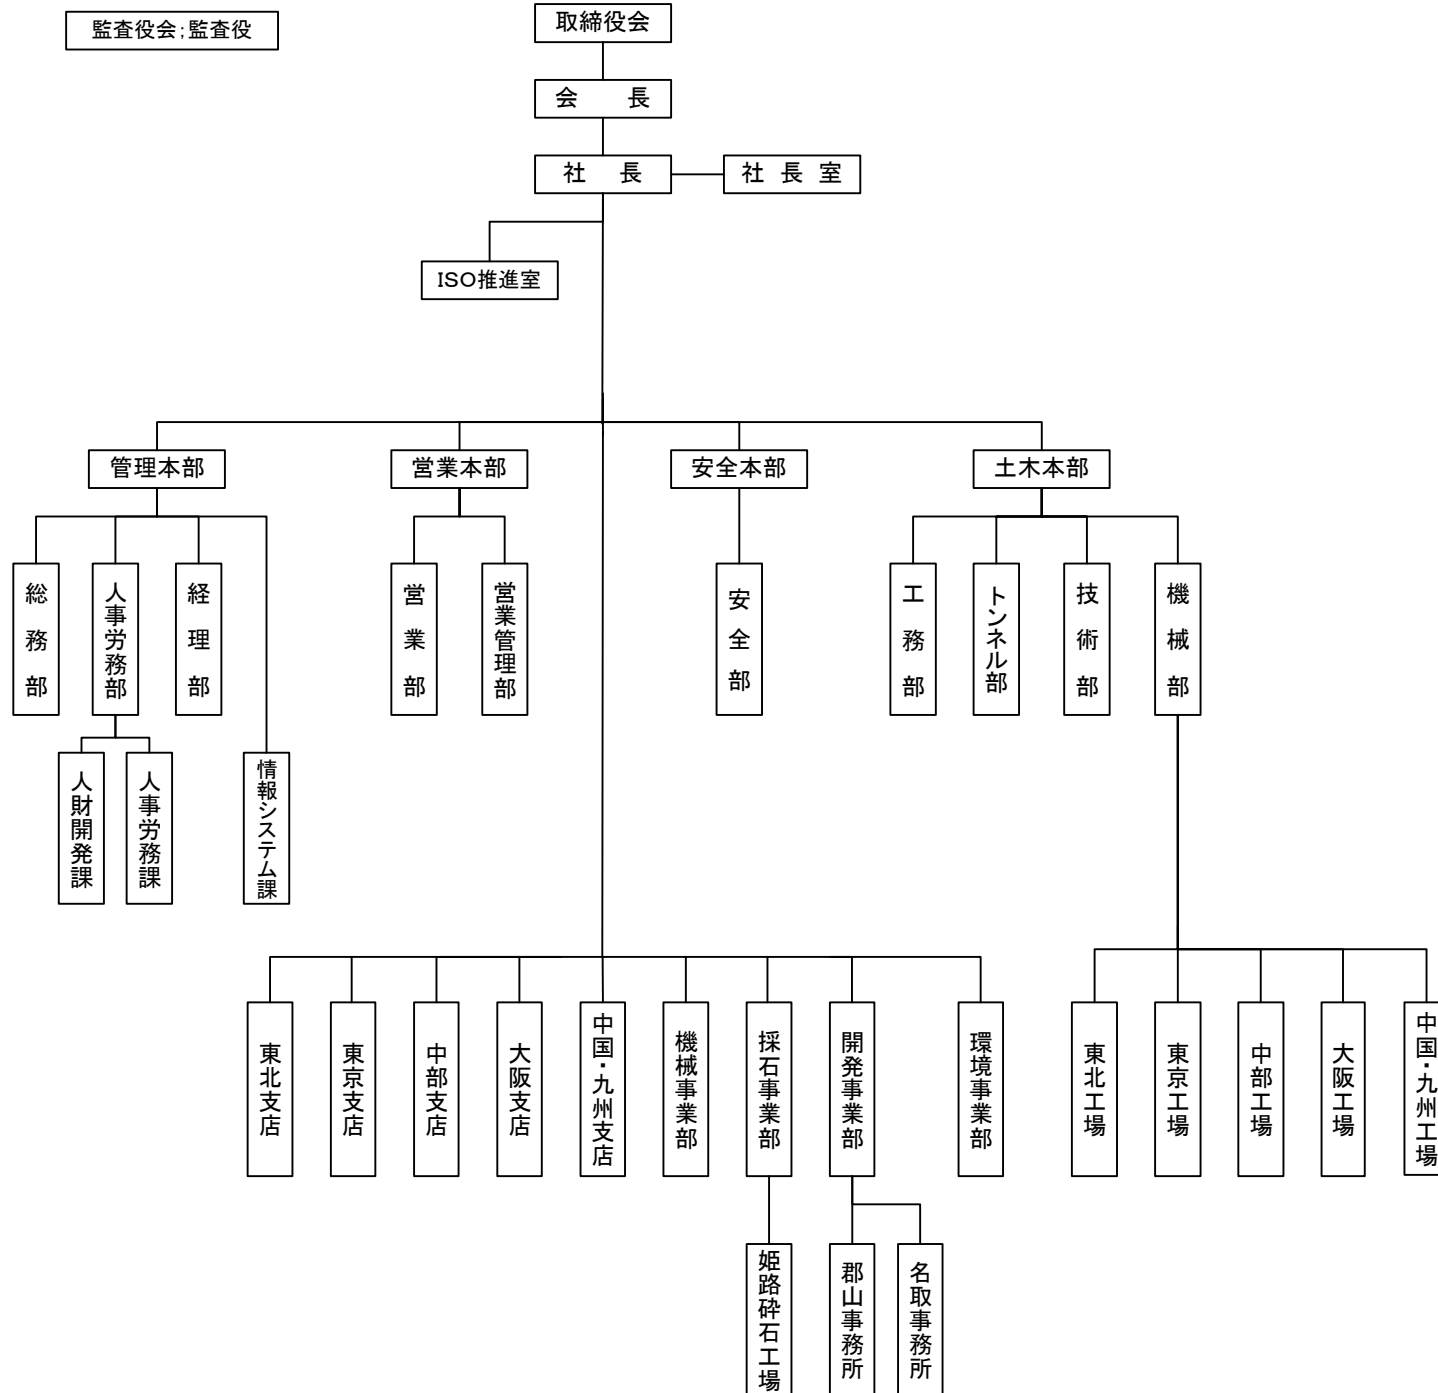 監査役会;監査役
取締役会
会　　長
社　長
社 長 室
ISO推進室
管理本部
営業本部
安全本部
土木本部
総務部
人事労務部
経理部
営業部
営業管理部
安全部
工務部
トンネル部
技術部
機械部
人財開発課
人事労務課
情報システム課
東北支店
東京支店
中部支店
大阪支店
中国・九州支店
機械事業部
採石事業部
開発事業部
環境事業部
東北工場
東京工場
中部工場
大阪工場
中国・九州工場
姫路砕石工場
郡山事務所
名取事務所